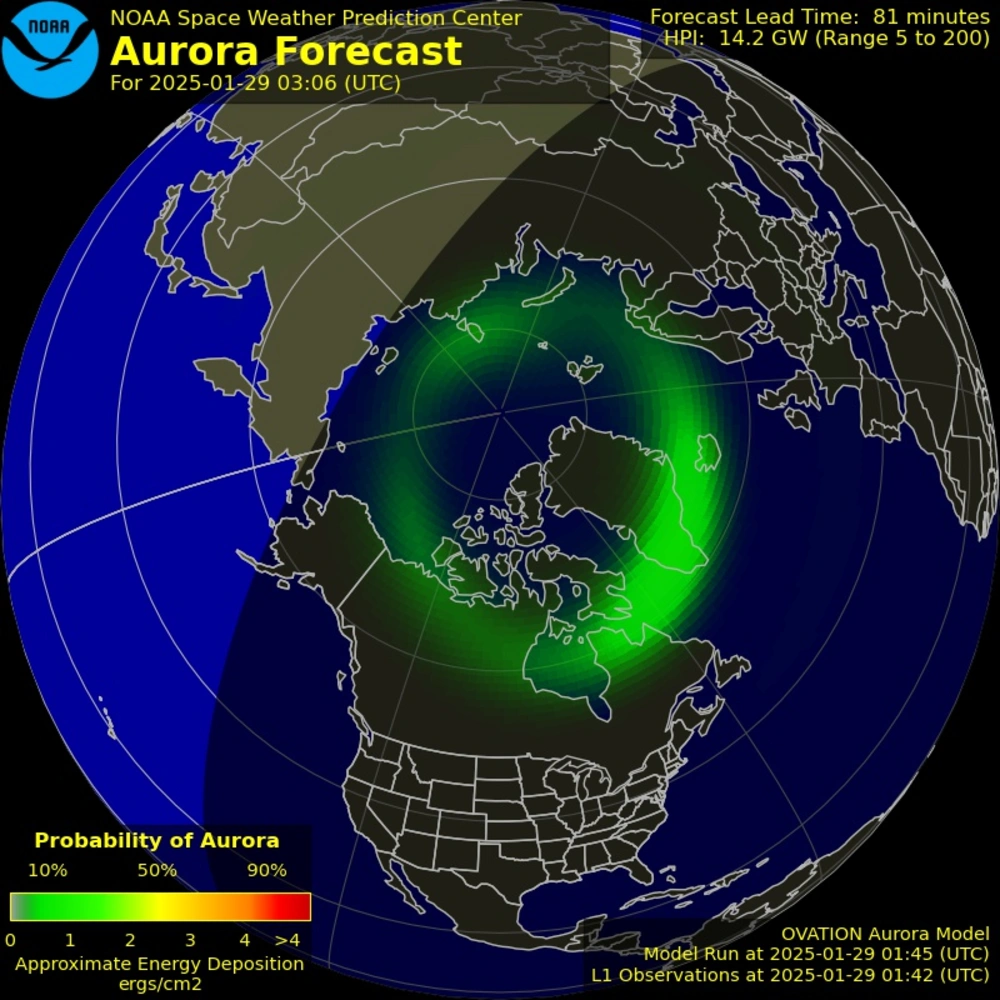 NOAA
NOAA Space Weather Prediction Center
Aurora Forecast
For 2025-01-29 03:06 (UTC)
Forecast Lead Time: 81 minutes
HPI: 14.2 GW (Range 5 to 200)
Probability of Aurora
10% 50% 90%
0 1 2 3 4 >4
Approximate Energy Deposition
ergs/cm2
OVATION Aurora Model
Model Run at 2025-01-29 01:45 (UTC)
L1 Observations at 2025-01-29 01:42 (UTC)